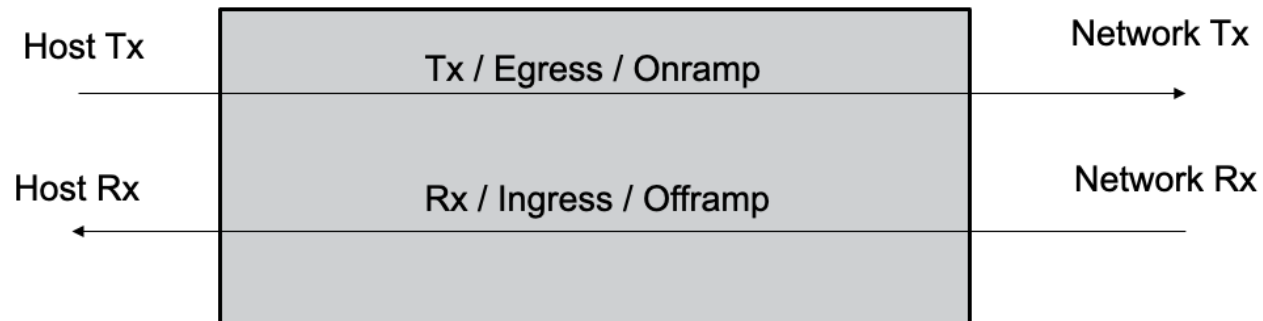 Host Tx
Tx / Egress / Onramp
Network Tx
Host Rx
Rx / Ingress / Offramp
Network Rx